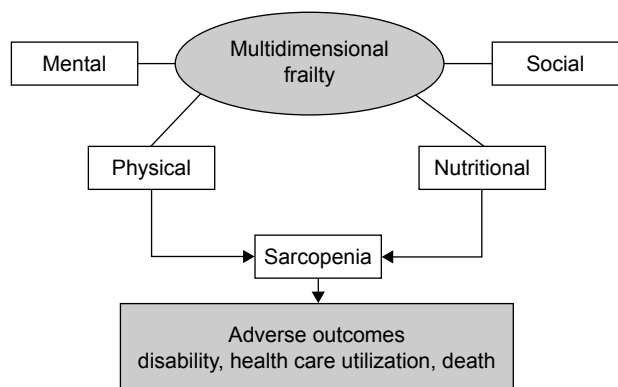 Multidimensional
frailty
Mental
Social
Physical
Nutritional
Sarcopenia
Adverse outcomes
disability, health care utilization, death